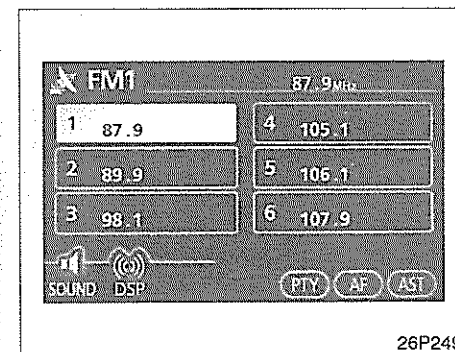 FM1 87.9MHz
1 87.9
4 105.1
2 89.9
5 106.1
3 98.1
6 107.9
SOUND DSP
PTY AF AST
26P249